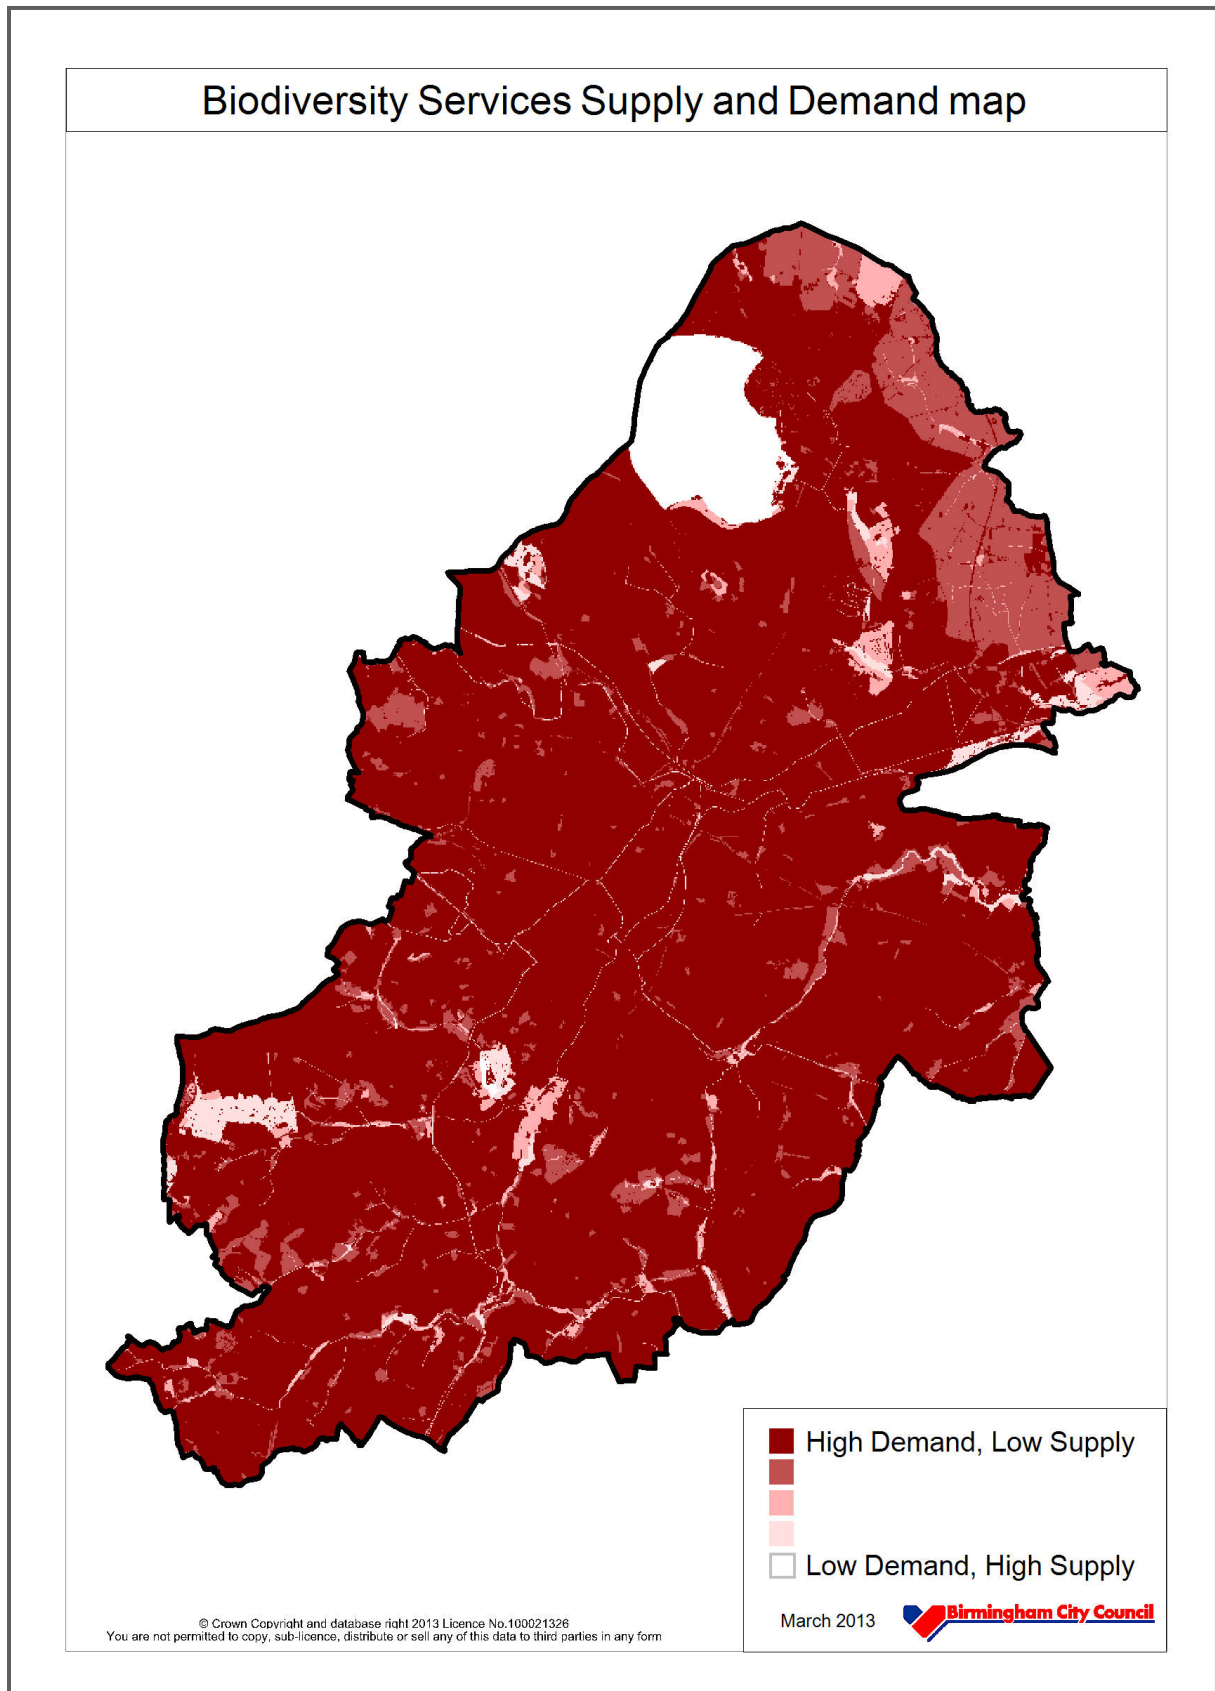 Biodiversity Services Supply and Demand map
High Demand, Low Supply
Low Demand, High Supply
March 2013
Birmingham City Council
© Crown Copyright and database right 2013 Licence No.100021326
You are not permitted to copy, sub-licence, distribute or sell any of this data to third parties in any form